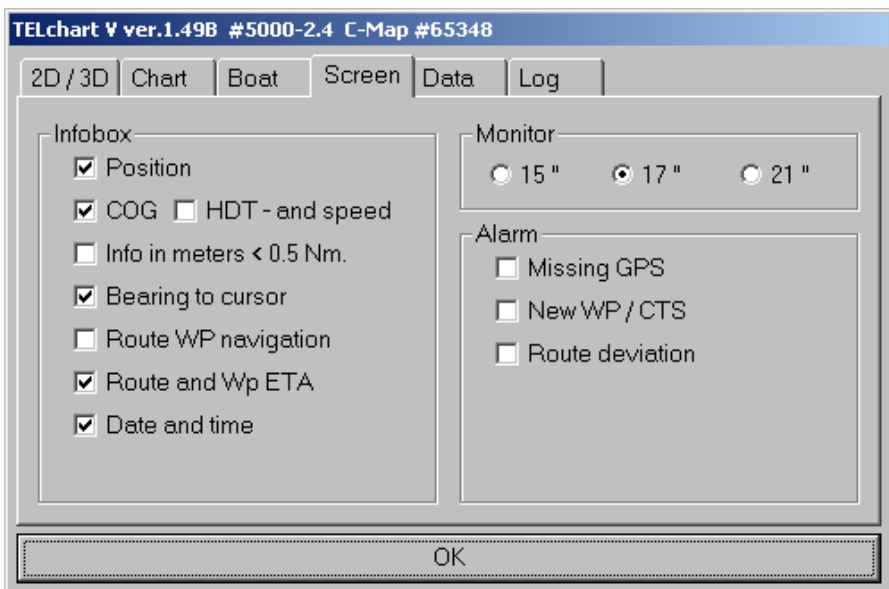 TELchart V ver.1.49B #5000-2.4 C-Map #65348
2D / 3D Chart Boat Screen Data Log
Infobox
Position
COG HDT - and speed
Info in meters < 0.5 Nm.
Bearing to cursor
Route WP navigation
Route and Wp ETA
Date and time
Monitor
15 " 17 " 21 "
Alarm
Missing GPS
New WP / CTS
Route deviation
OK